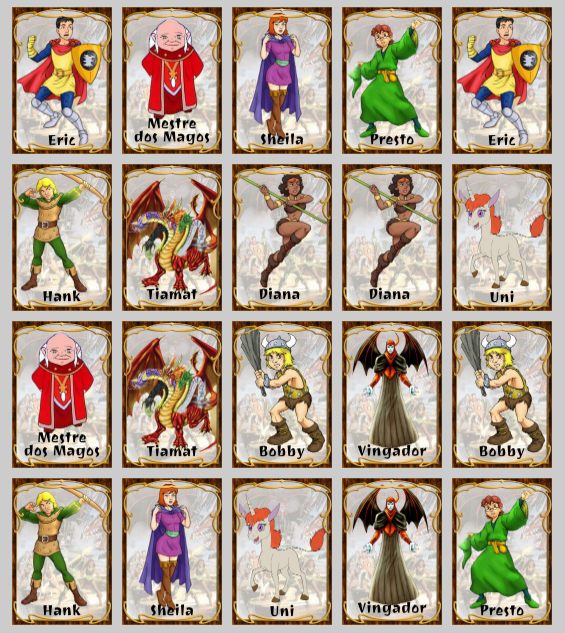 Eric
Mestre
dos Magos
Sheila
Presto
Eric
Hank
Tiamat
Diana
Diana
Uni
Mestre
dos Magos
Tiamat
Bobby
Vingador
Bobby
Hank
Sheila
Uni
Vingador
Presto